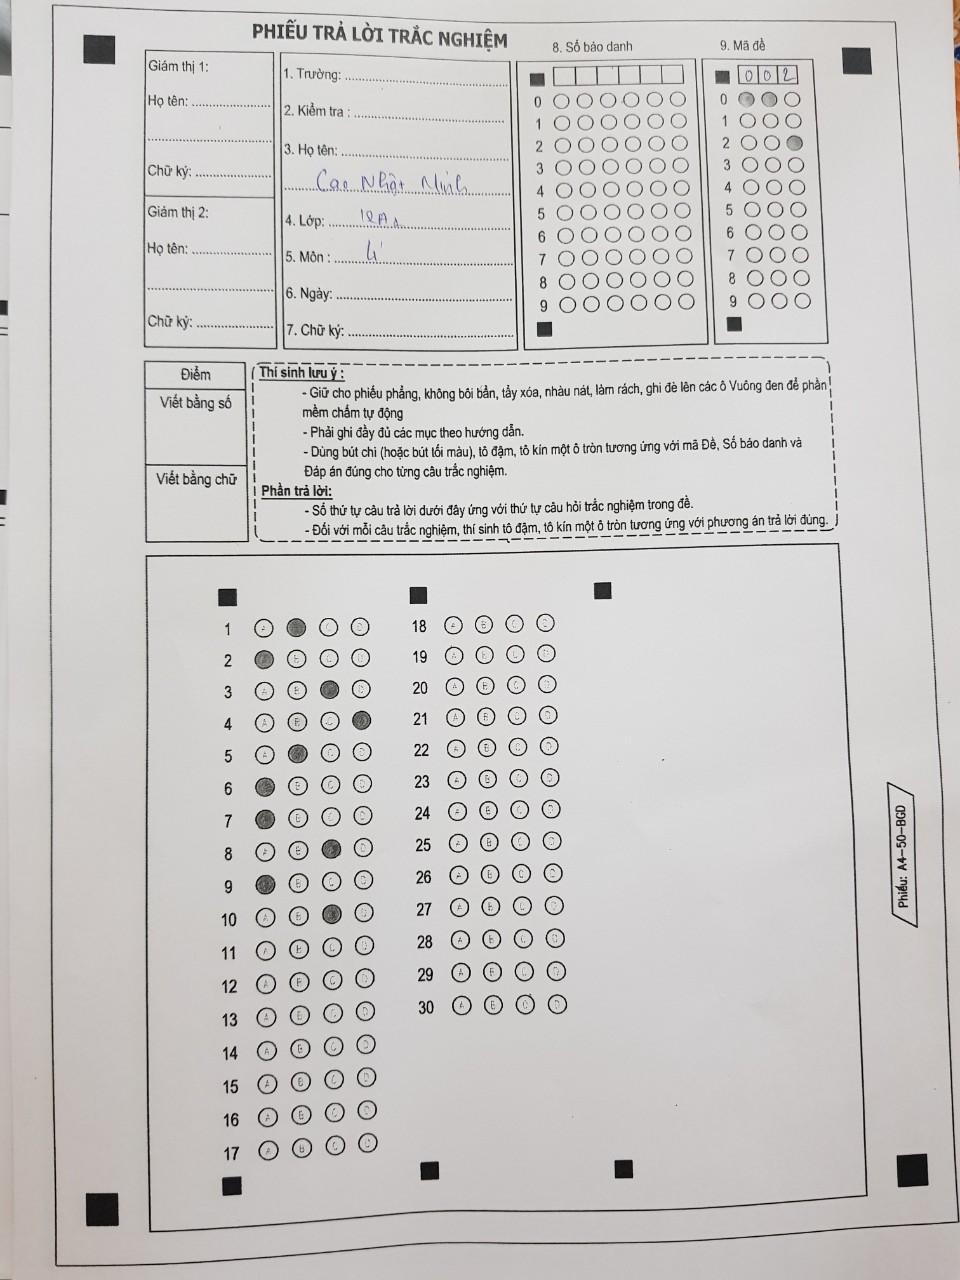 PHIẾU TRẢ LỜI TRẮC NGHIỆM
Giám thị 1:
Họ tên: ....................
Chữ ký: ...................
Giám thị 2:
Họ tên: ....................
Chữ ký: ...................
1. Trường: ....................
2. Kiểm tra : ....................
3. Họ tên: ....................
Cao Nhật Minh
4. Lớp: 12A1
5. Môn : Lí
6. Ngày: ....................
7. Chữ ký: ....................
8. Số báo danh
0
1
2
3
4
5
6
7
8
9
9. Mã đề
0 0 2
0
1
2
3
4
5
6
7
8
9
Điểm
Viết bằng số
Viết bằng chữ
Thí sinh lưu ý :
- Giữ cho phiếu phẳng, không bôi bẩn, tẩy xóa, nhàu nát, làm rách, ghi đè lên các ô Vuông đen để phần
mềm chấm tự động
- Phải ghi đầy đủ các mục theo hướng dẫn.
- Dùng bút chì (hoặc bút tối màu), tô đậm, tô kín một ô tròn tương ứng với mã Đề, Số báo danh và
Đáp án đúng cho từng câu trắc nghiệm.
Phần trả lời:
- Số thứ tự câu trả lời dưới đây ứng với thứ tự câu hỏi trắc nghiệm trong đề.
- Đối với mỗi câu trắc nghiệm, thí sinh tô đậm, tô kín một ô tròn tương ứng với phương án trả lời đúng.
1 A C D
2 B C D
3 A B D
4 A B C
5 A C D
6 B C D
7 B C D
8 A B D
9 B C D
10 A B D
11 A B C D
12 A B C D
13 A B C D
14 A B C D
15 A B C D
16 A B C D
17 A B C D
18 A B C D
19 A B C D
20 A B C D
21 A B C D
22 A B C D
23 A B C D
24 A B C D
25 A B C D
26 A B C D
27 A B C D
28 A B C D
29 A B C D
30 A B C D
Phiếu: A4-50-BGD